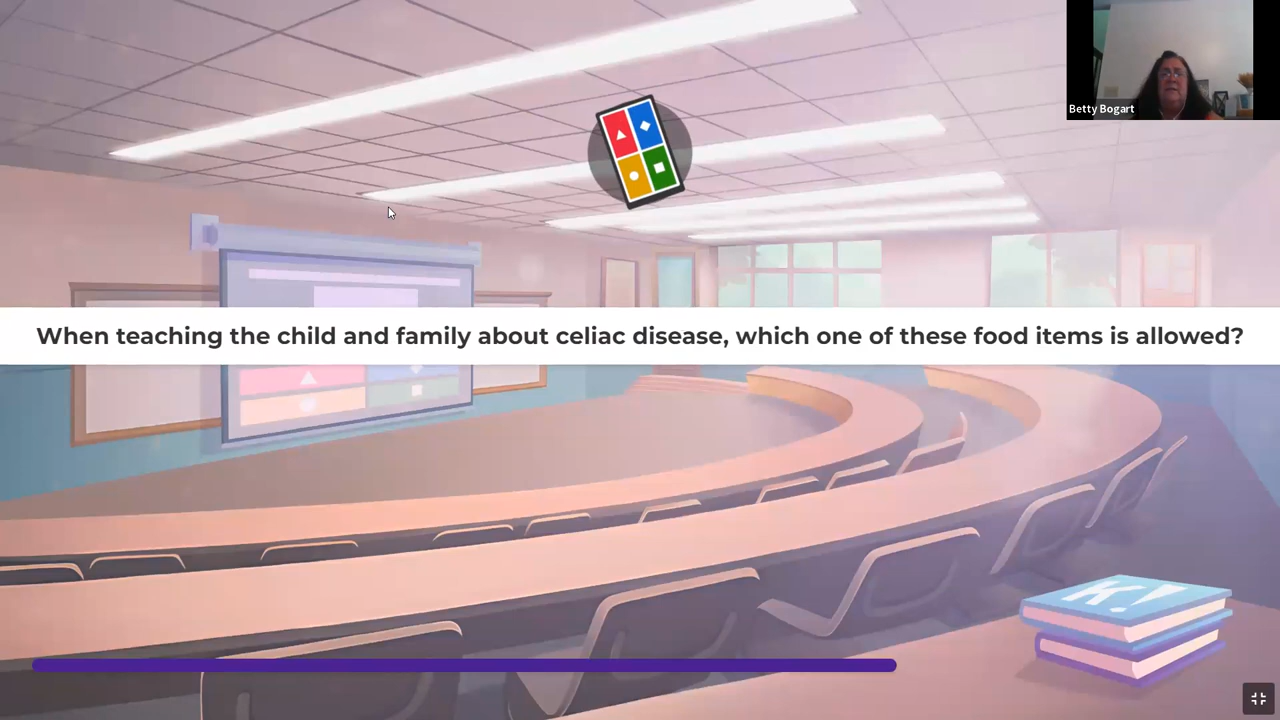 Betty Bogart
When teaching the child and family about celiac disease, which one of these food items is allowed?
K!